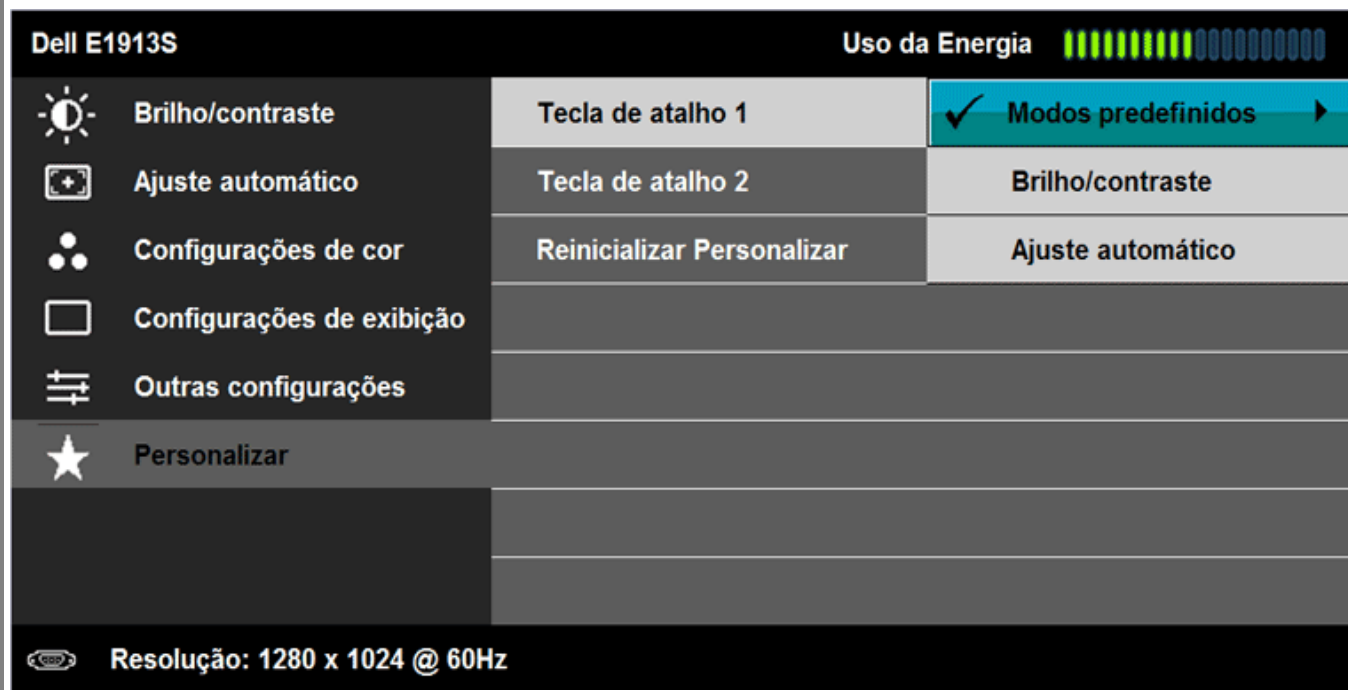 Dell E1913S Uso da Energia
Brilho/contraste Tecla de atalho 1 Modos predefinidos
Ajuste automático Tecla de atalho 2 Brilho/contraste
Configurações de cor Reinicializar Personalizar Ajuste automático
Configurações de exibição
Outras configurações
Personalizar
Resolução: 1280 x 1024 @ 60Hz